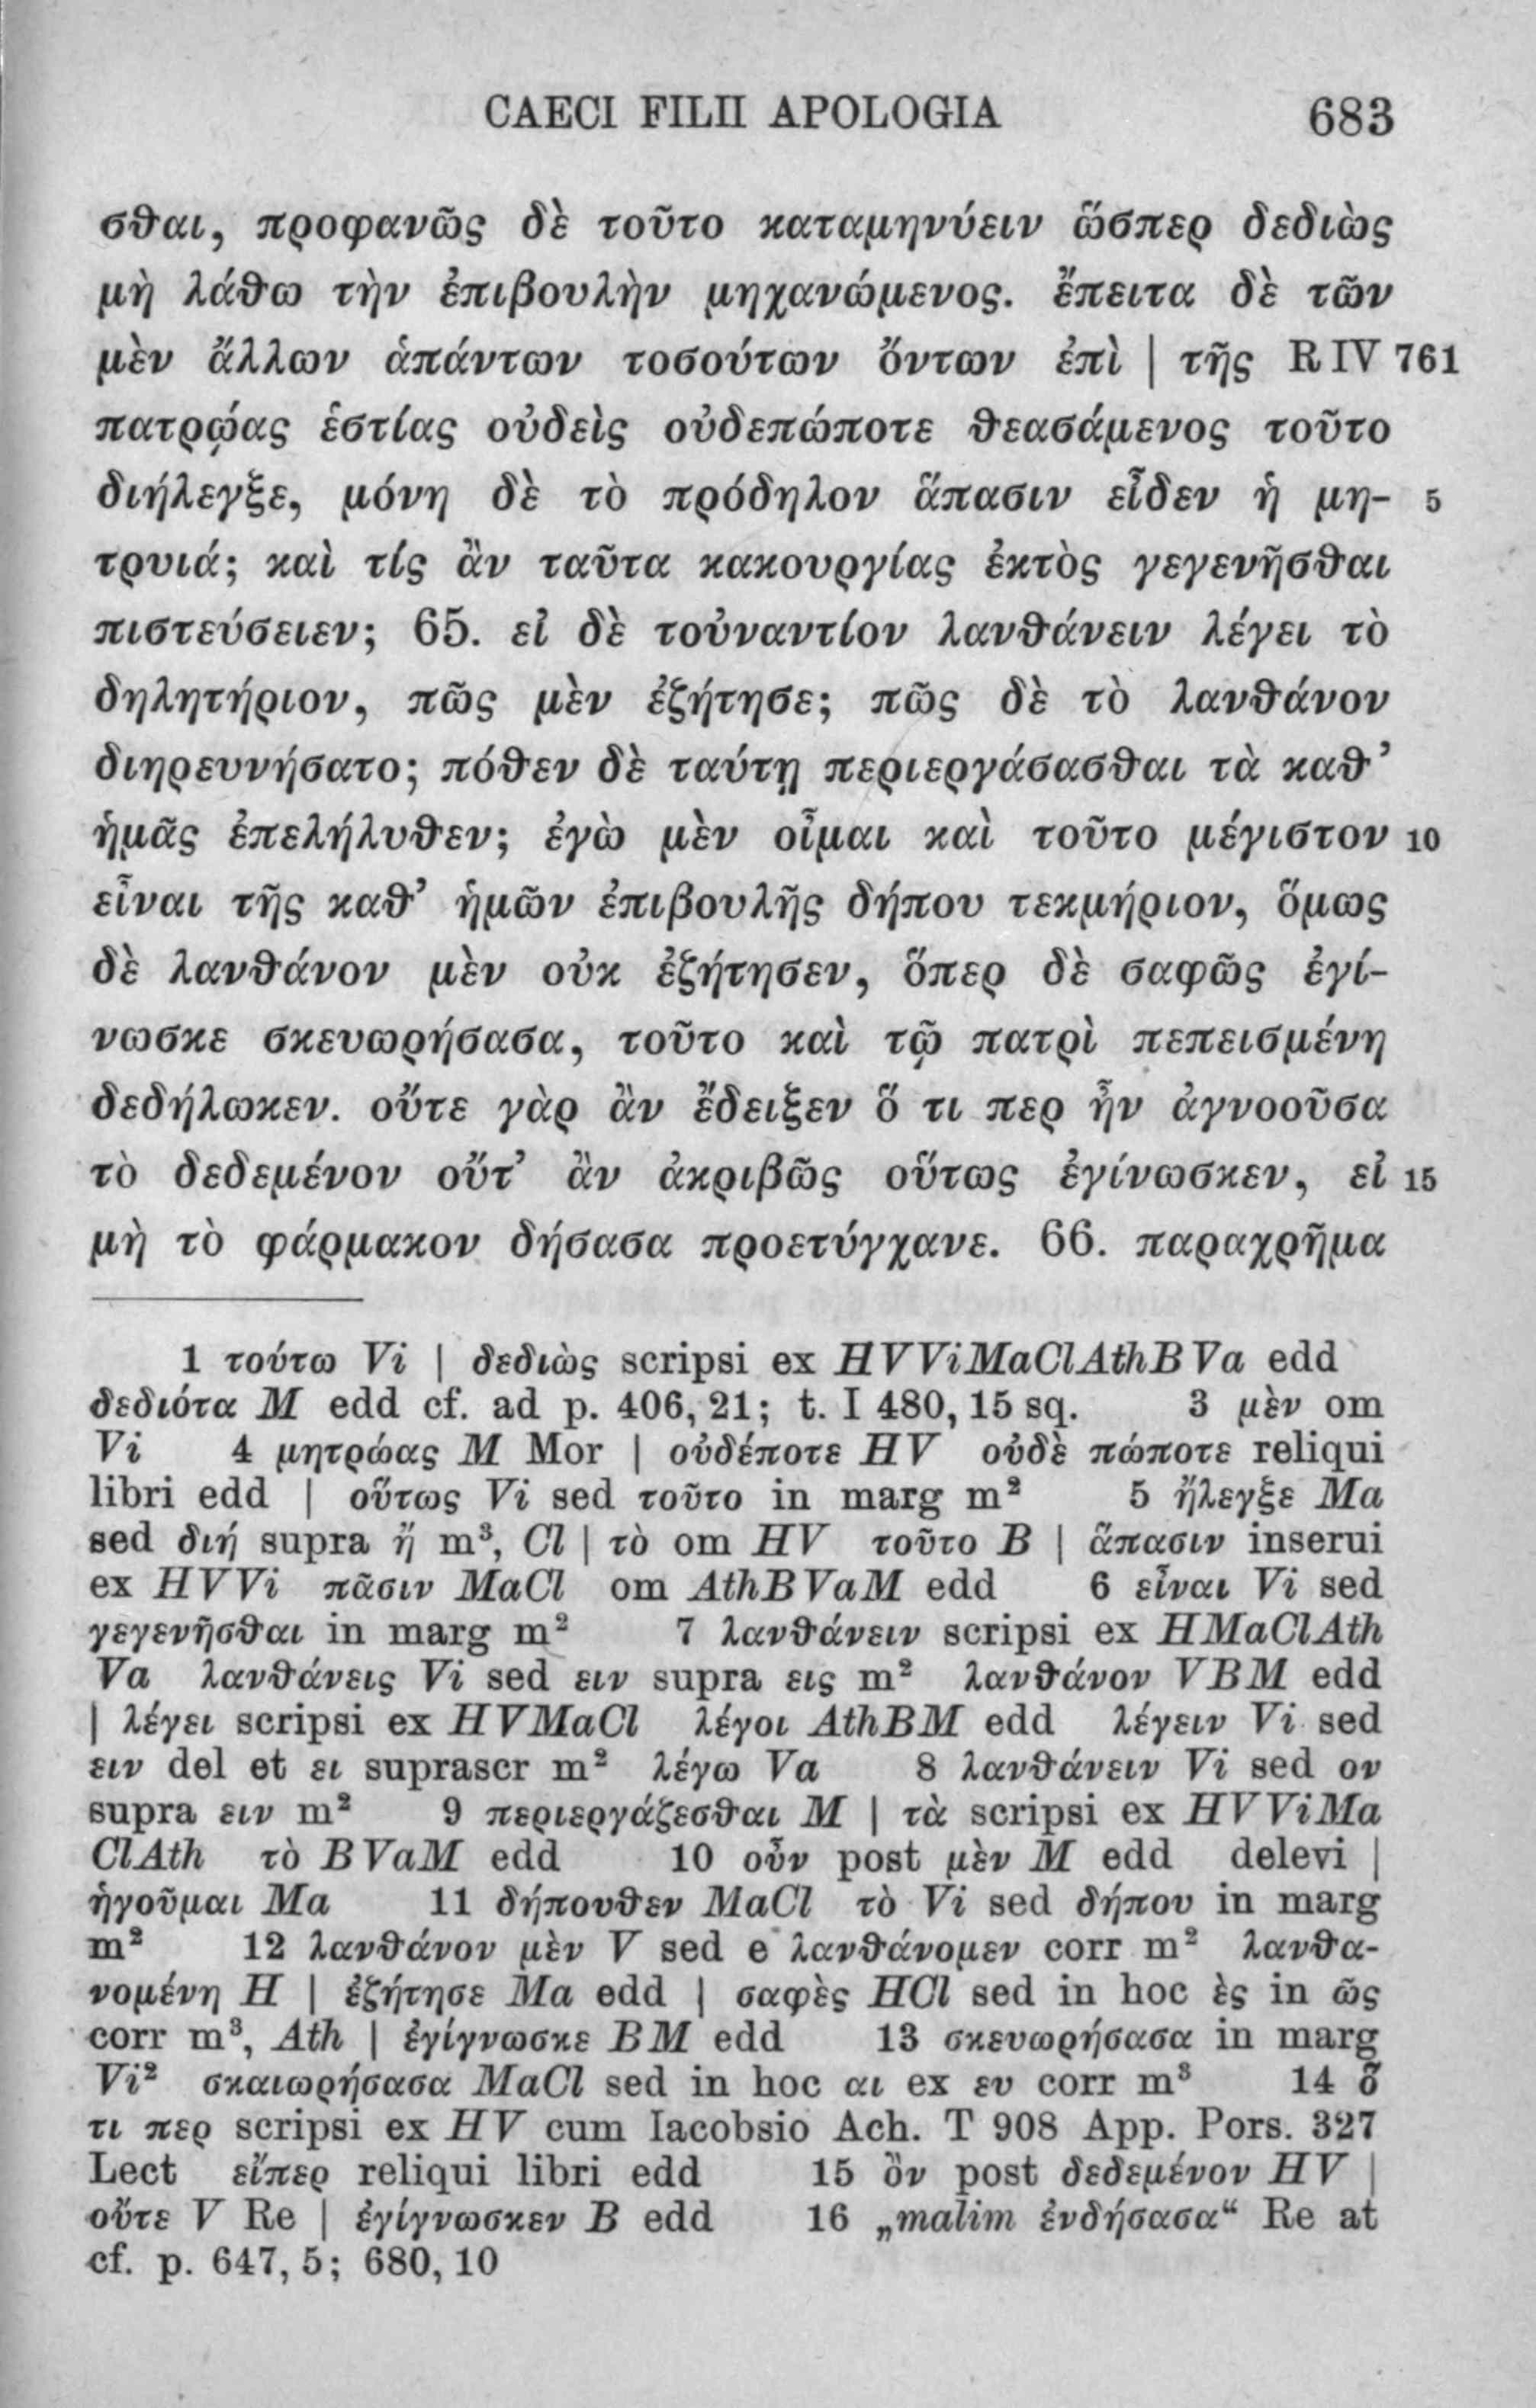 CAECI FILII APOLOGIA 683
σθαι, προφανῶς δὲ τοῦτο καταμηνύειν ὥσπερ δεδιὼς
μὴ λάθω τὴν ἐπιβουλὴν μηχανώμενος. ἔπειτα δὲ τῶν
μὲν ἄλλων ἁπάντων τοσούτων ὄντων ἐπὶ | τῆς R IV 761
πατρῴας ἑστίας οὐδεὶς οὐδεπώποτε θεασάμενος τοῦτο
διήλεγξε, μόνη δὲ τὸ πρόδηλον ἅπασιν εἶδεν ἡ μη- 5
τρυιά; καὶ τίς ἂν ταῦτα κακουργίας ἐκτὸς γεγενῆσθαι
πιστεύσειεν; 65. εἰ δὲ τοὐναντίον λανθάνειν λέγει τὸ
δηλητήριον, πῶς μὲν ἐζήτησε; πῶς δὲ τὸ λανθάνον
διηρευνήσατο; πόθεν δὲ ταύτῃ περιεργάσασθαι τὰ καθ’
ἡμᾶς ἐπελήλυθεν; ἐγὼ μὲν οἶμαι καὶ τοῦτο μέγιστον 10
εἶναι τῆς καθ’ ἡμῶν ἐπιβουλῆς δήπου τεκμήριον, ὅμως
δὲ λανθάνον μὲν οὐκ ἐζήτησεν, ὅπερ δὲ σαφῶς ἐγί-
νωσκε σκευωρήσασα, τοῦτο καὶ τῷ πατρὶ πεπεισμένη
δεδήλωκεν. οὔτε γὰρ ἂν ἔδειξεν ὅ τι περ ἦν ἀγνοοῦσα
τὸ δεδεμένον οὔτ’ ἂν ἀκριβῶς οὕτως ἐγίνωσκεν, εἰ 15
μὴ τὸ φάρμακον δήσασα προετύγχανε. 66. παραχρῆμα
1 τούτω Vi | δεδιὼς scripsi ex HVViMaClAthBVa edd
δεδιότα M edd cf. ad p. 406, 21; t. I 480, 15 sq. 3 μὲν om
Vi 4 μητρώας M Mor | οὐδέποτε HV οὐδὲ πώποτε reliqui
libri edd | οὕτως Vi sed τοῦτο in marg m² 5 ἤλεγξε Ma
sed διή supra ἤ m³, Cl | τὸ om HV τοῦτο B | ἅπασιν inserui
ex HVVi πᾶσιν MaCl om AthBVaM edd 6 εἶναι Vi sed
γεγενῆσθαι in marg m² 7 λανθάνειν scripsi ex HMaClAth
Va λανθάνεις Vi sed ειν supra εις m² λανθάνον VBM edd
| λέγει scripsi ex HVMaCl λέγοι AthBM edd λέγειν Vi sed
ειν del et ει suprascr m² λέγω Va 8 λανθάνειν Vi sed ον
supra ειν m² 9 περιεργάζεσθαι M | τὰ scripsi ex HVViMa
ClAth τὸ BVaM edd 10 οὖν post μὲν M edd delevi |
ἡγοῦμαι Ma 11 δήπουθεν MaCl τὸ Vi sed δήπου in marg
m² 12 λανθάνον μὲν V sed e λανθάνομεν corr m² λανθα-
νομένη H | ἐζήτησε Ma edd | σαφὲς HCl sed in hoc ὲς in ῶς
corr m³, Ath | ἐγίγνωσκε BM edd 13 σκευωρήσασα in marg
Vi² σκαιωρήσασα MaCl sed in hoc αι ex ευ corr m³ 14 ὅ
τι περ scripsi ex HV cum Iacobsio Ach. T 908 App. Pors. 327
Lect εἴπερ reliqui libri edd 15 ὂν post δεδεμένον HV |
οὔτε V Re | ἐγίγνωσκεν B edd 16 „malim ἐνδήσασα“ Re at
cf. p. 647, 5; 680, 10